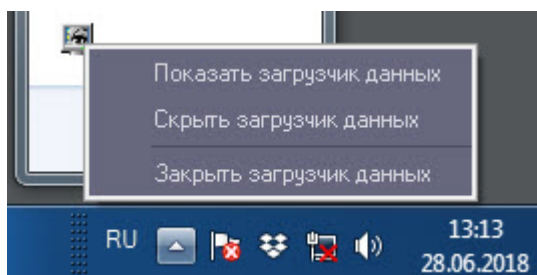 Показать загрузчик данных
Скрыть загрузчик данных
Закрыть загрузчик данных
RU
13:13
28.06.2018